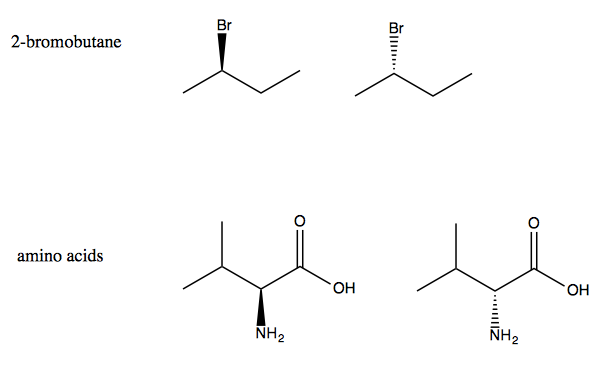 Br
Br
2-bromobutane
O
O
amino acids
OH
OH
NH2
NH2